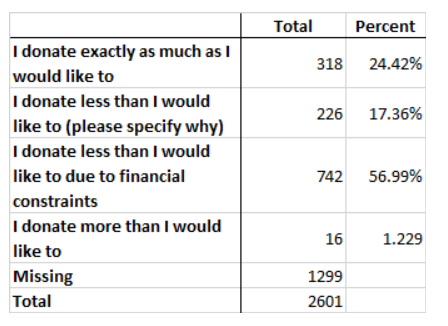 Total Percent
I donate exactly as much as I
would like to 318 24.42%
I donate less than I would
like to (please specify why) 226 17.36%
I donate less than I would
like to due to financial 742 56.99%
constraints
I donate more than I would
like to 16 1.229
Missing 1299
Total 2601